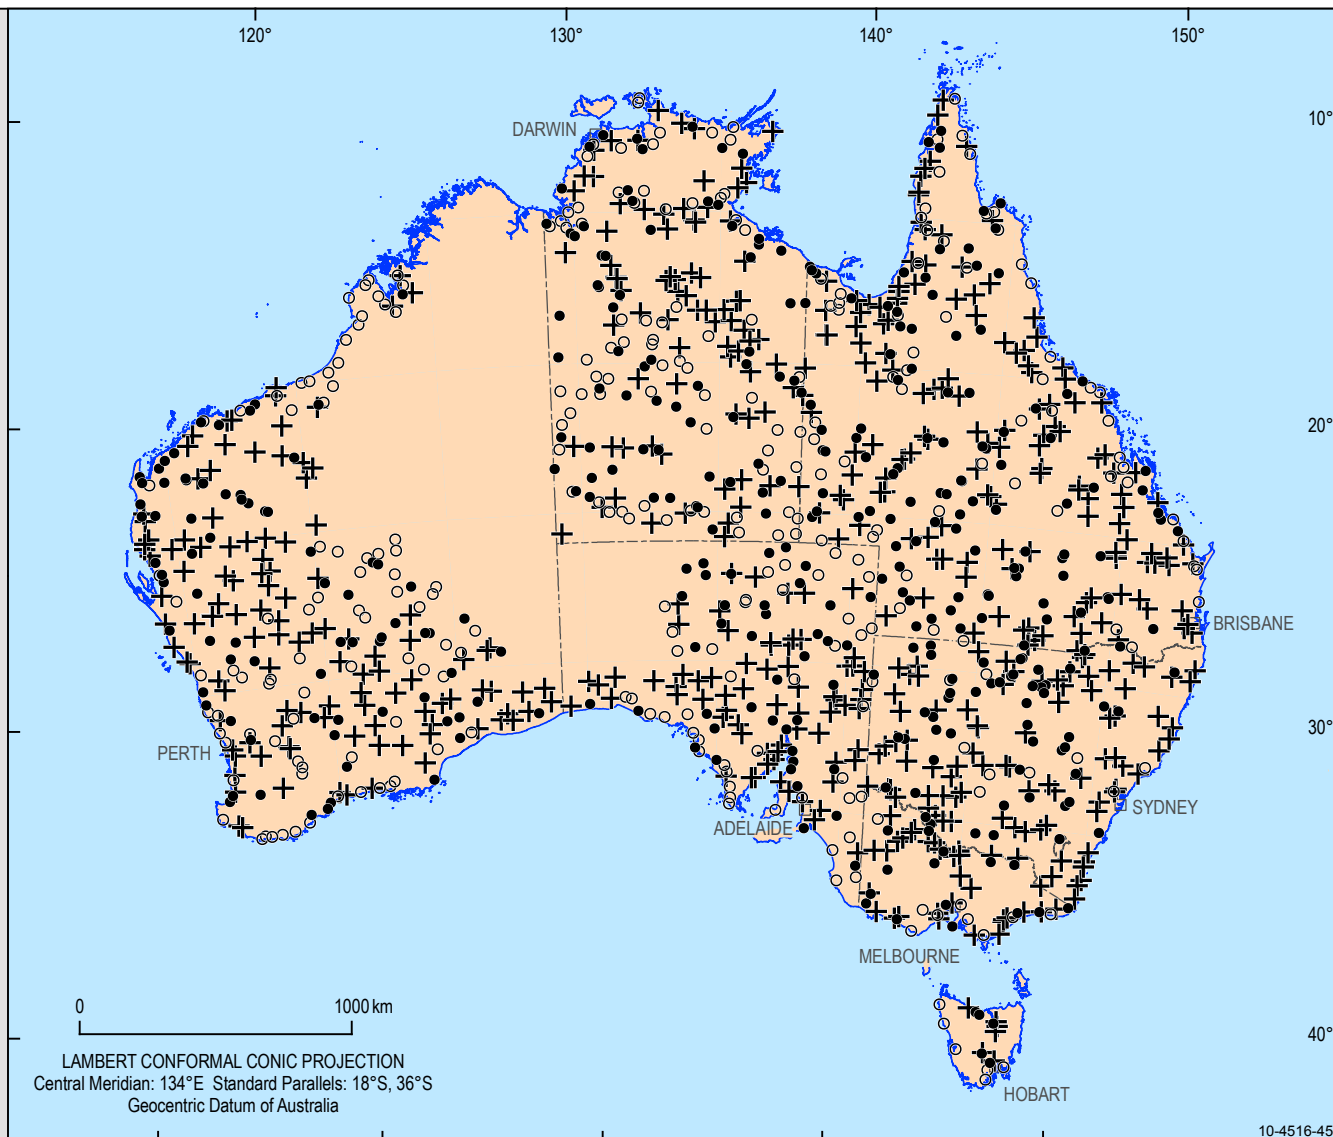 120° 130° 140° 150°
10°
DARWIN
20°
BRISBANE
30°
PERTH
SYDNEY
ADELAIDE
MELBOURNE
0 1000 km
40°
LAMBERT CONFORMAL CONIC PROJECTION
Central Meridian: 134°E Standard Parallels: 18°S, 36°S
HOBART
Geocentric Datum of Australia
10-4516-45